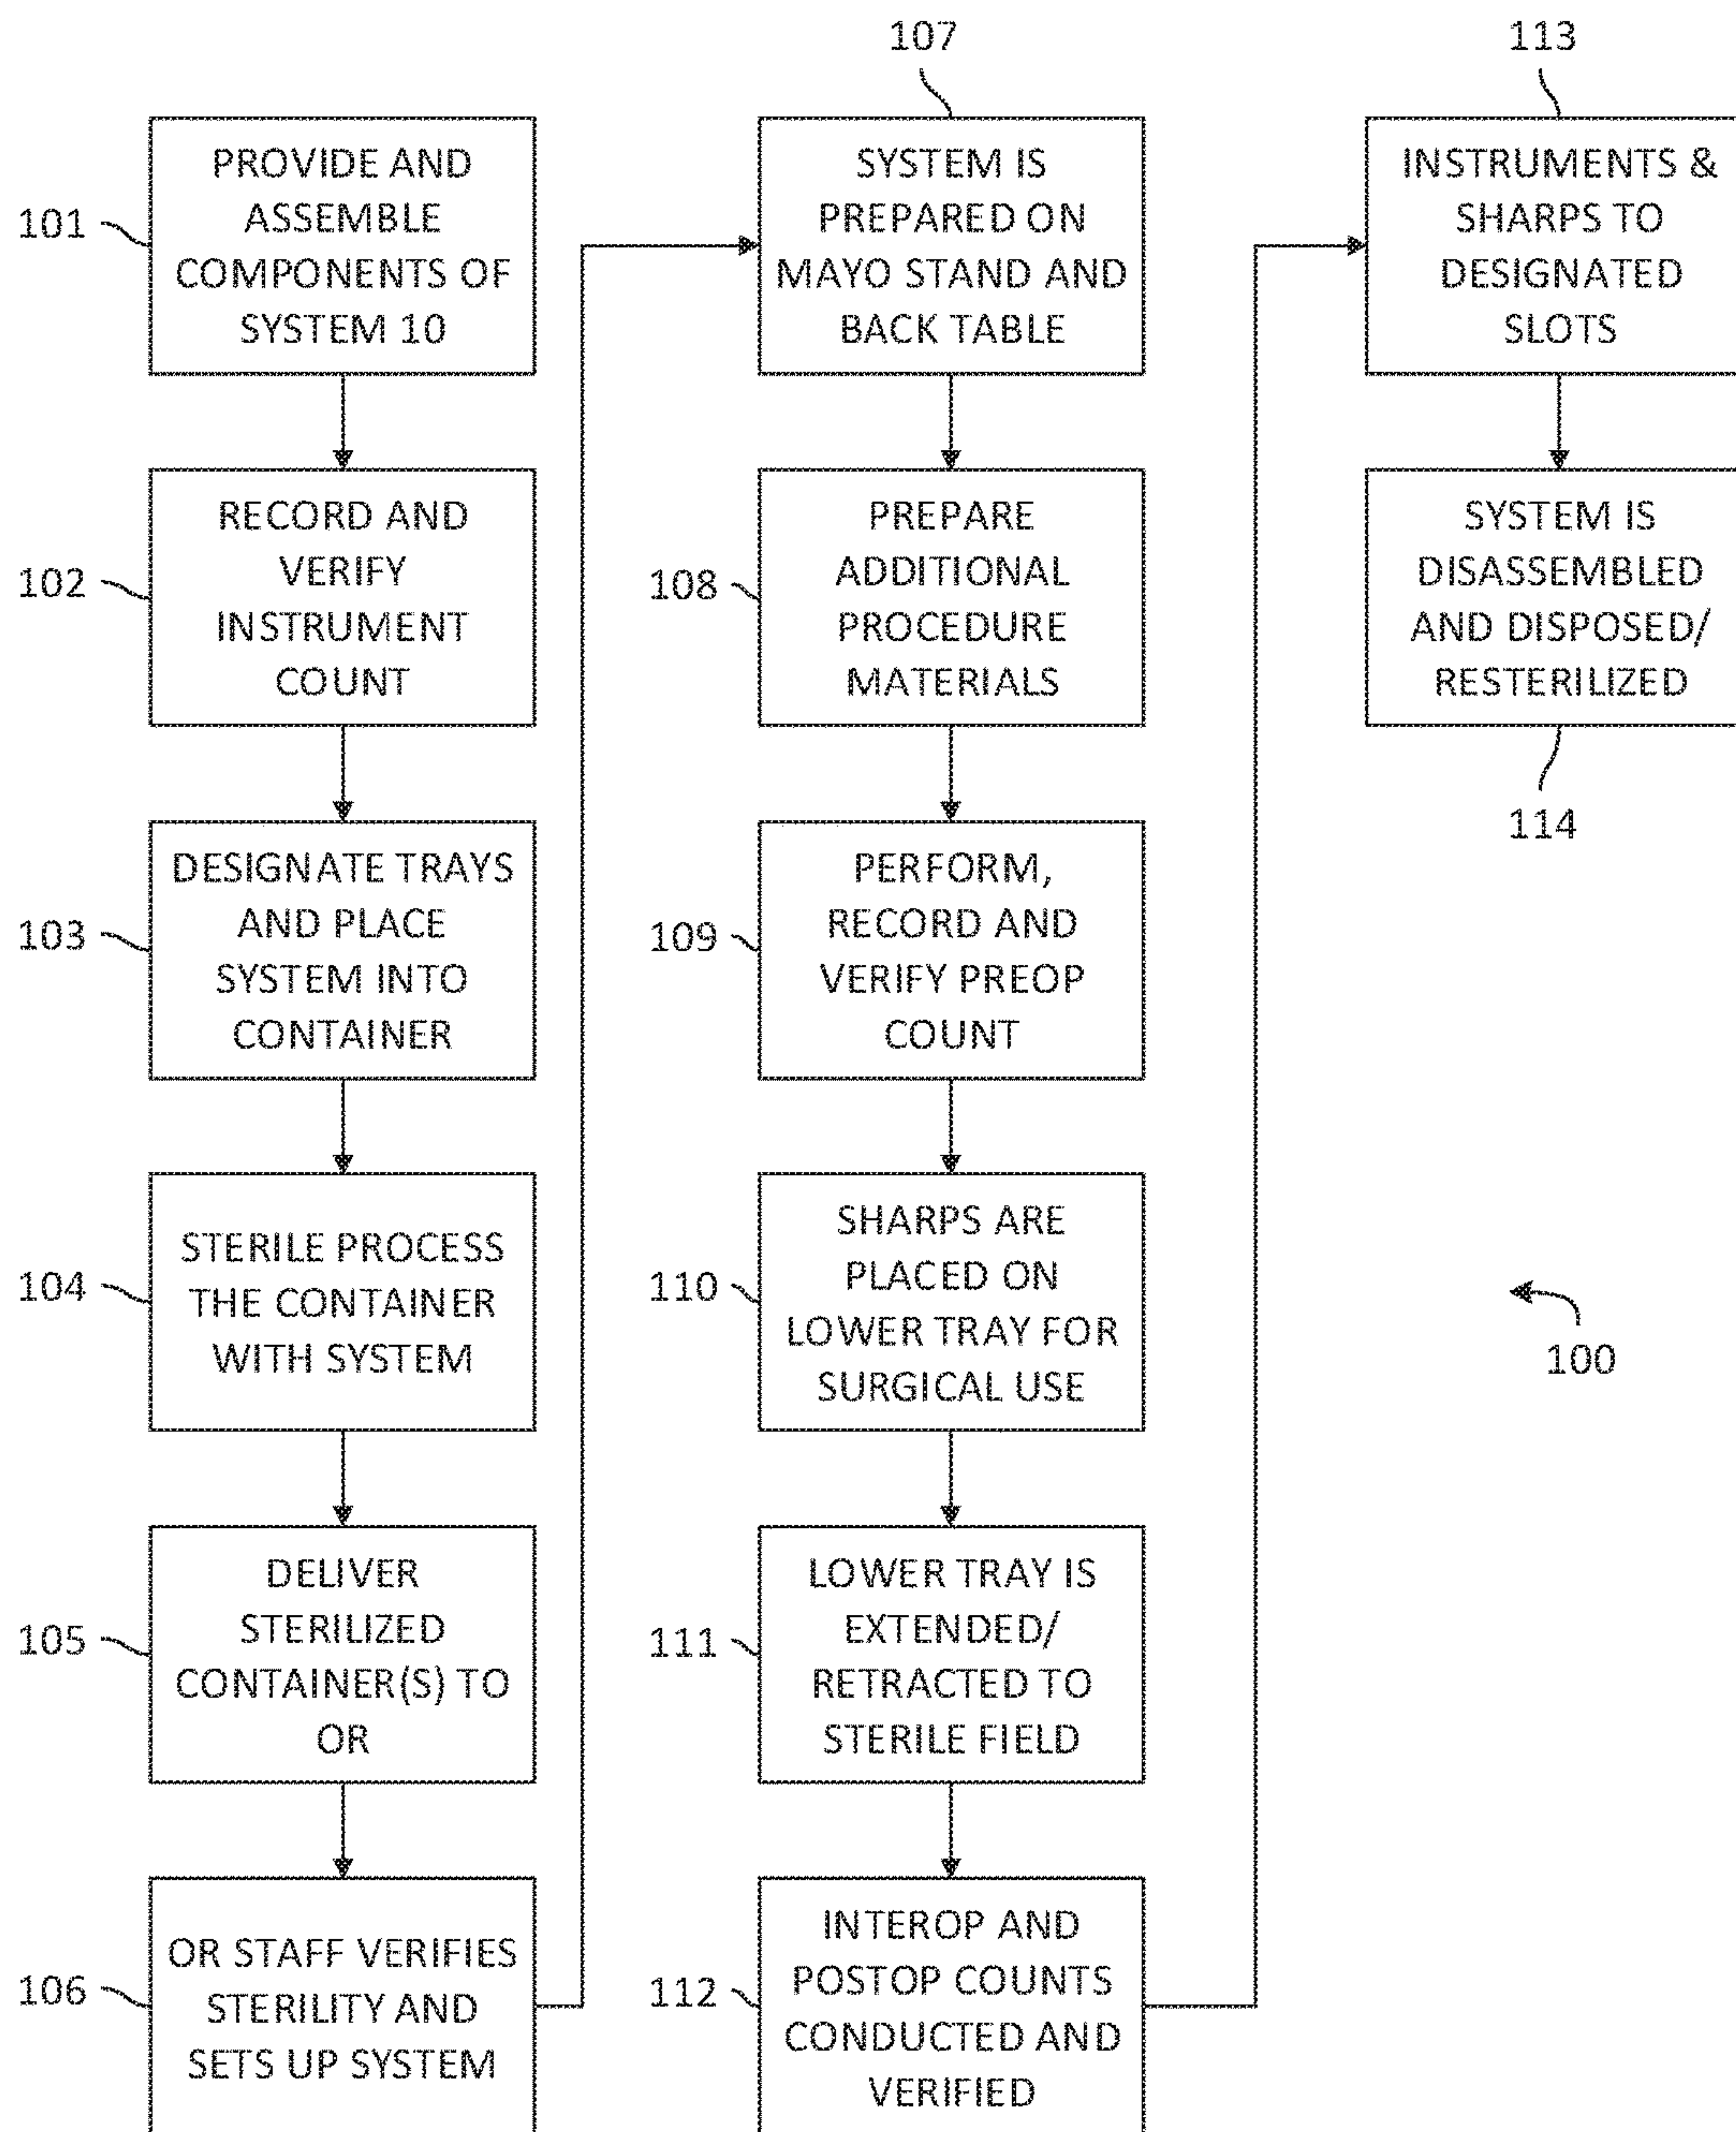 101
PROVIDE AND
ASSEMBLE
COMPONENTS OF
SYSTEM 10
102
RECORD AND
VERIFY
INSTRUMENT
COUNT
103
DESIGNATE TRAYS
AND PLACE
SYSTEM INTO
CONTAINER
104
STERILE PROCESS
THE CONTAINER
WITH SYSTEM
105
DELIVER
STERILIZED
CONTAINER(S) TO
OR
106
OR STAFF VERIFIES
STERILITY AND
SETS UP SYSTEM
107
SYSTEM IS
PREPARED ON
MAYO STAND AND
BACK TABLE
108
PREPARE
ADDITIONAL
PROCEDURE
MATERIALS
109
PERFORM,
RECORD AND
VERIFY PREOP
COUNT
110
SHARPS ARE
PLACED ON
LOWER TRAY FOR
SURGICAL USE
111
LOWER TRAY IS
EXTENDED/
RETRACTED TO
STERILE FIELD
112
INTEROP AND
POSTOP COUNTS
CONDUCTED AND
VERIFIED
113
INSTRUMENTS &
SHARPS TO
DESIGNATED
SLOTS
SYSTEM IS
DISASSEMBLED
AND DISPOSED/
RESTERILIZED
114
100